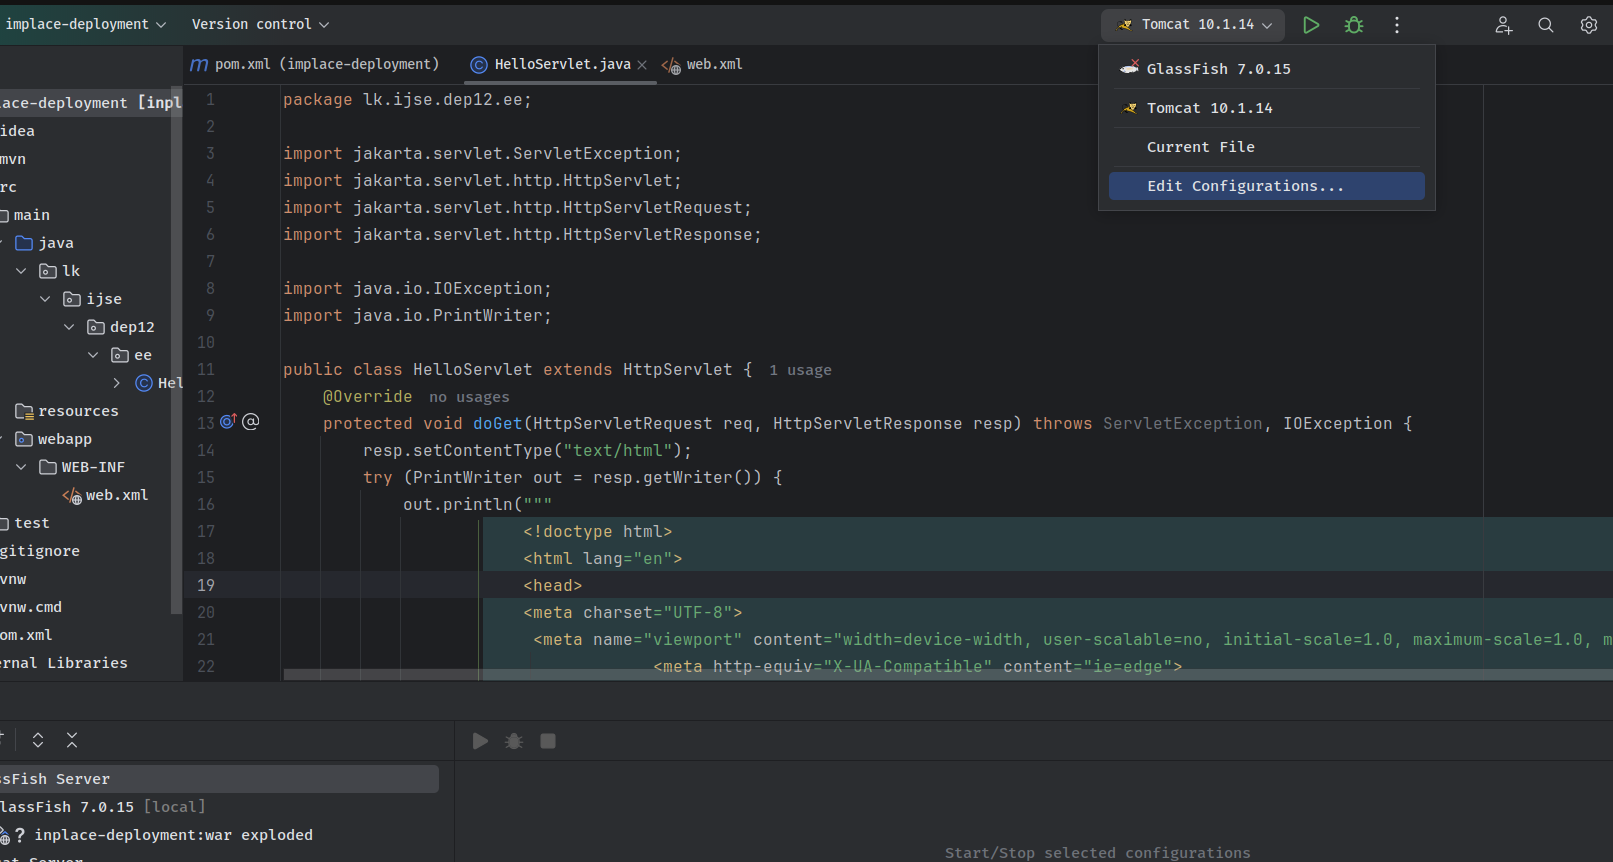 implace-deployment Version control Tomcat 10.1.14
pom.xml (implace-deployment) HelloServlet.java web.xml
GlassFish 7.0.15
Tomcat 10.1.14
Current File
Edit Configurations...
lace-deployment [inpl
idea
mvn
rc
main
java
lk
ijse
dep12
ee
Hel
resources
webapp
WEB-INF
web.xml
test
gitignore
vnw
vnw.cmd
om.xml
ernal Libraries
1 package lk.ijse.dep12.ee;
2
3 import jakarta.servlet.ServletException;
4 import jakarta.servlet.http.HttpServlet;
5 import jakarta.servlet.http.HttpServletRequest;
6 import jakarta.servlet.http.HttpServletResponse;
7
8 import java.io.IOException;
9 import java.io.PrintWriter;
10
11 public class HelloServlet extends HttpServlet { 1 usage
12 @Override no usages
13 protected void doGet(HttpServletRequest req, HttpServletResponse resp) throws ServletException, IOException {
14 resp.setContentType("text/html");
15 try (PrintWriter out = resp.getWriter()) {
16 out.println("""
17 <!doctype html>
18 <html lang="en">
19 <head>
20 <meta charset="UTF-8">
21 <meta name="viewport" content="width=device-width, user-scalable=no, initial-scale=1.0, maximum-scale=1.0, m
22 <meta http-equiv="X-UA-Compatible" content="ie=edge">
ssFish Server
lassFish 7.0.15 [local]
? inplace-deployment:war exploded
cat Server
Start/Stop selected configurations